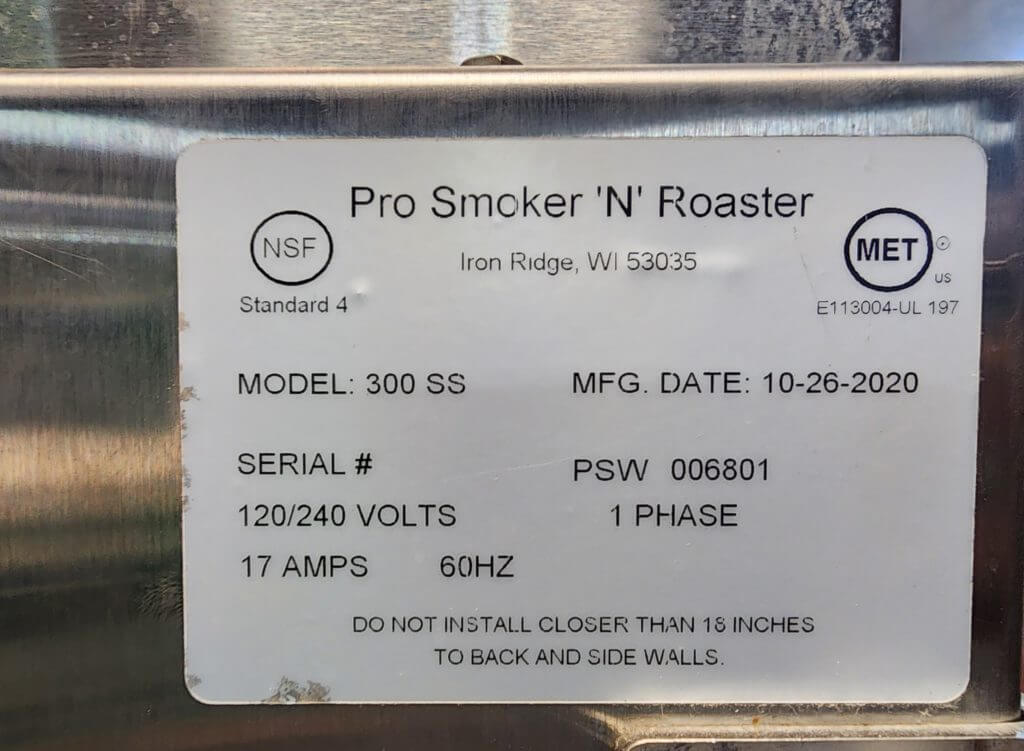 Pro Smoker 'N' Roaster
NSF
Iron Ridge, WI 53035
MET
US
Standard 4
E113004-UL 197
MODEL: 300 SS MFG. DATE: 10-26-2020
SERIAL # PSW 006801
120/240 VOLTS 1 PHASE
17 AMPS 60HZ
DO NOT INSTALL CLOSER THAN 18 INCHES
TO BACK AND SIDE WALLS.